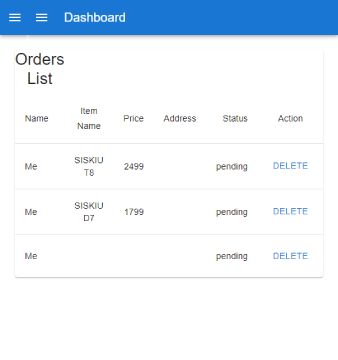 Dashboard
Orders
List
Name Item Name Price Address Status Action
Me SISKIU T8 2499 pending DELETE
Me SISKIU D7 1799 pending DELETE
Me pending DELETE